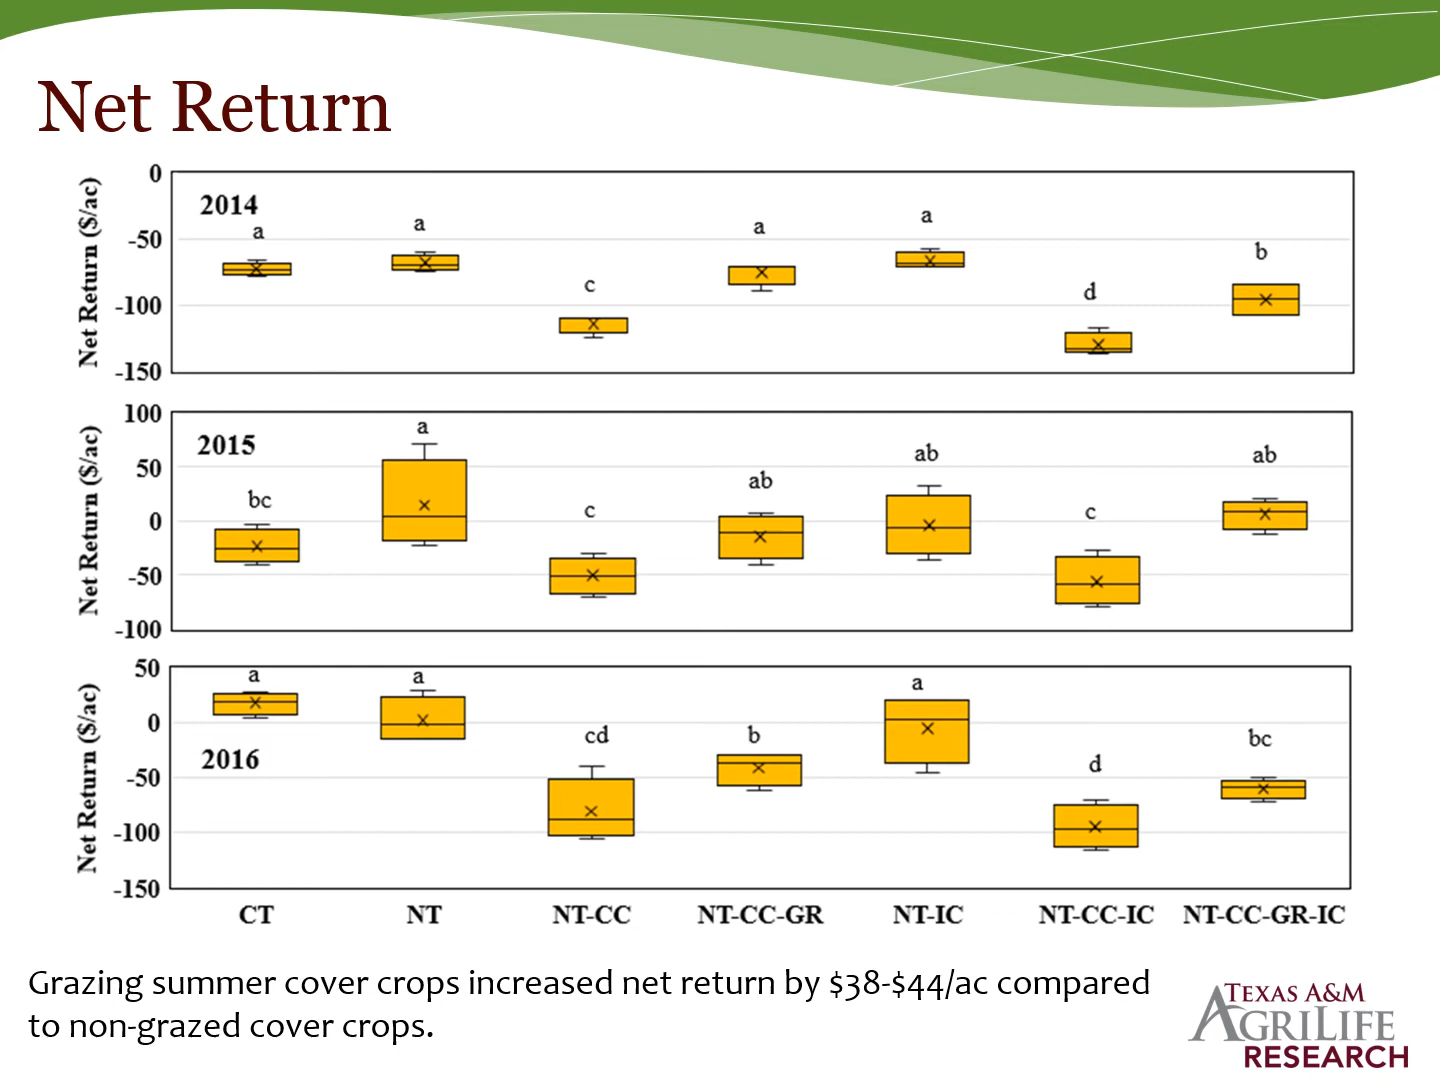 Net Return
0
-50
-100
-150
Net Return ($/ac)
2014
a
a
c
a
a
d
b
100
50
0
-50
-100
Net Return ($/ac)
2015
bc
a
c
ab
ab
c
ab
50
0
-50
-100
-150
Net Return ($/ac)
2016
a
a
cd
b
a
d
bc
CT NT NT-CC NT-CC-GR NT-IC NT-CC-IC NT-CC-GR-IC
Grazing summer cover crops increased net return by $38-$44/ac compared
to non-grazed cover crops.
TEXAS A&M
AGRILIFE
RESEARCH